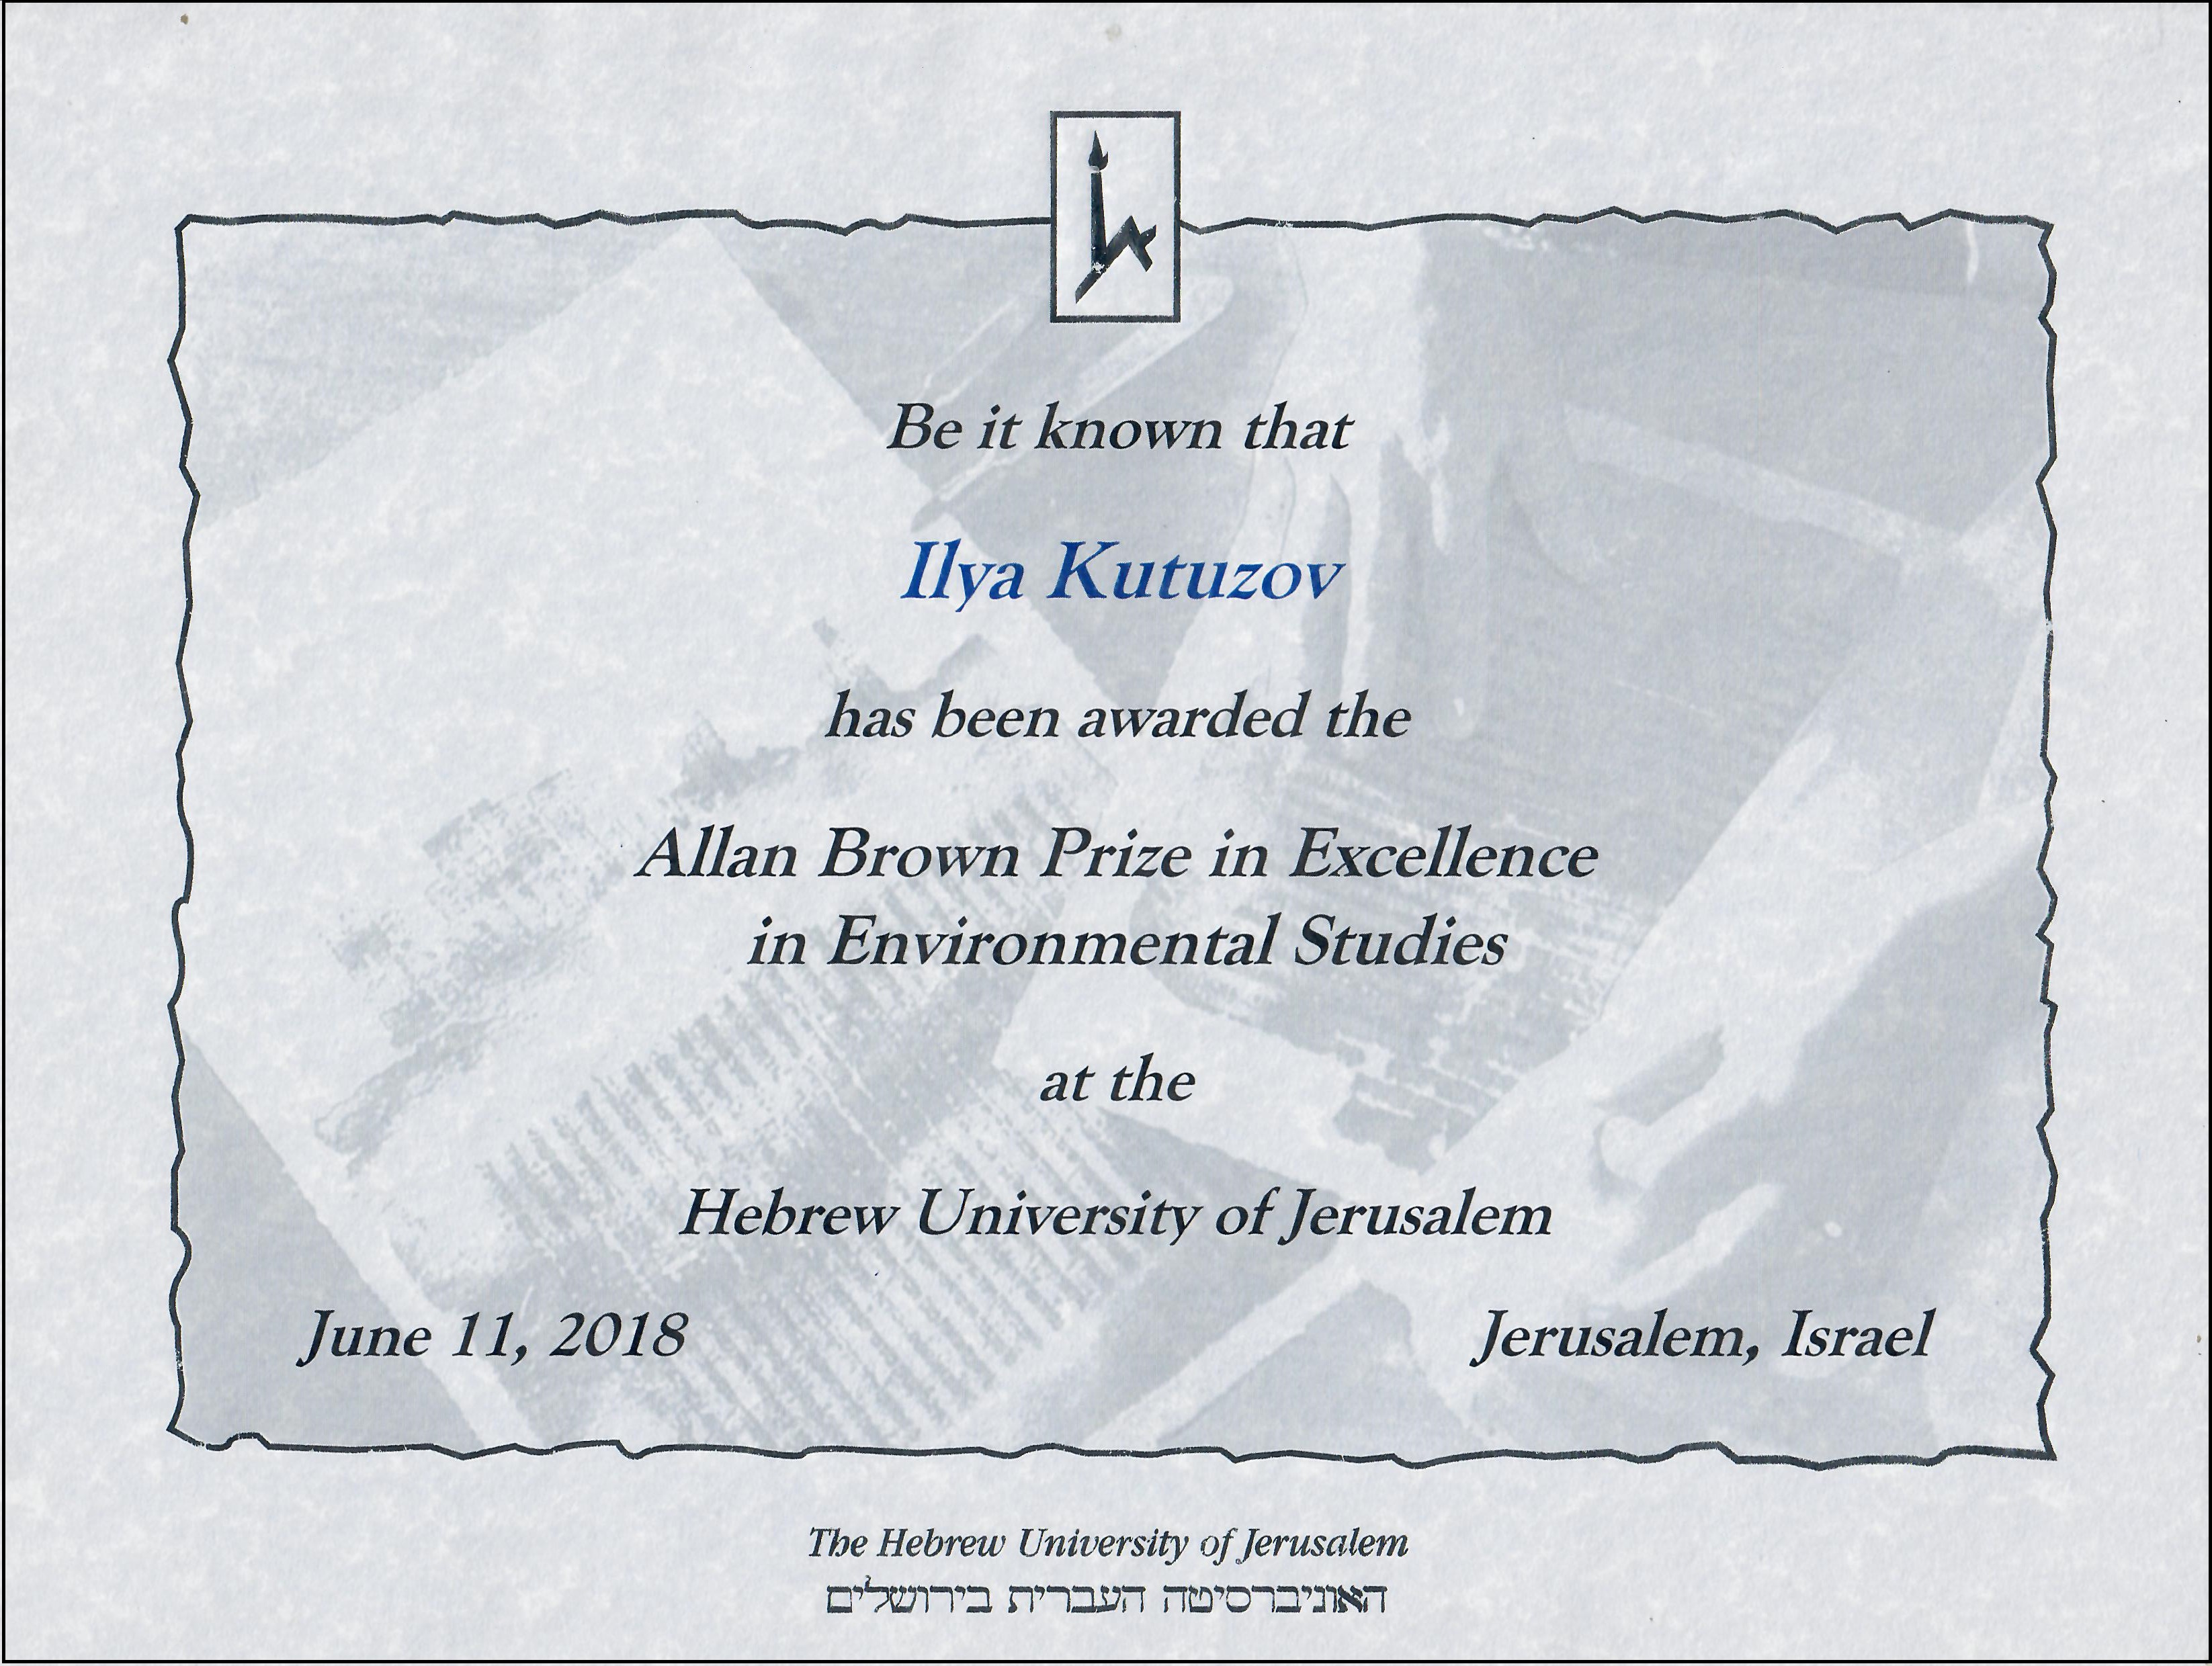 Be it known that
Ilya Kutuzov
has been awarded the
Allan Brown Prize in Excellence
in Environmental Studies
at the
Hebrew University of Jerusalem
June 11, 2018
Jerusalem, Israel
The Hebrew University of Jerusalem
האוניברסיטה העברית בירושלים